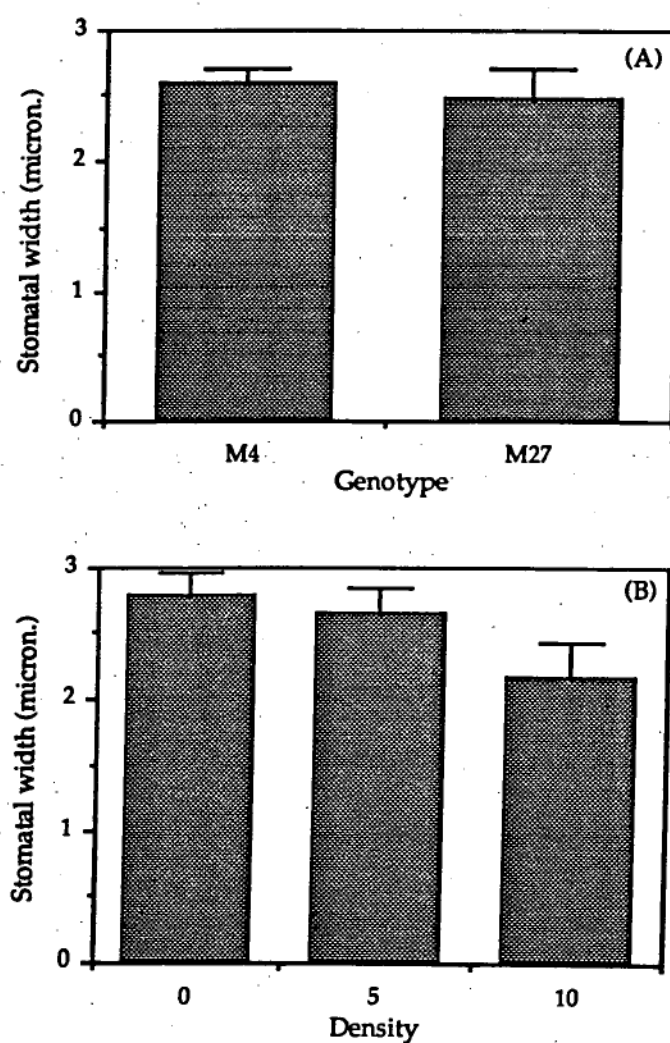 (A)
Stomatal width (micron.)
3
2
1
0
M4 M27
Genotype
(B)
Stomatal width (micron.)
3
2
1
0
0 5 10
Density